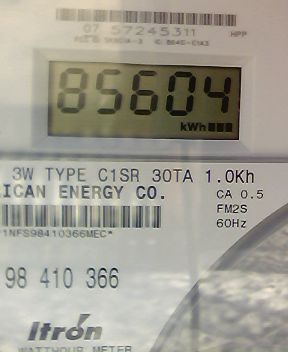 07 57245311 HPP
85604
kWh
3W TYPE C1SR 30TA 1.0Kh
ICAN ENERGY CO. CA 0.5
FM2S
*1NFS98410366MEC* 60Hz
98 410 366
Itron
WATTHOUR METER